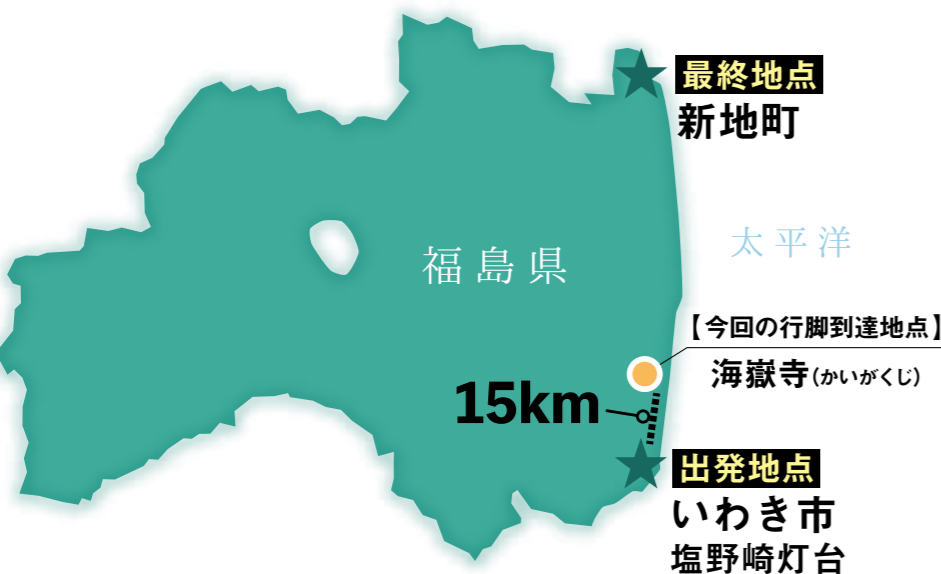 最終地点
新地町
太平洋
福島県
【今回の行脚到達地点】
海嶽寺(かいがくじ)
15km
出発地点
いわき市
塩野崎灯台